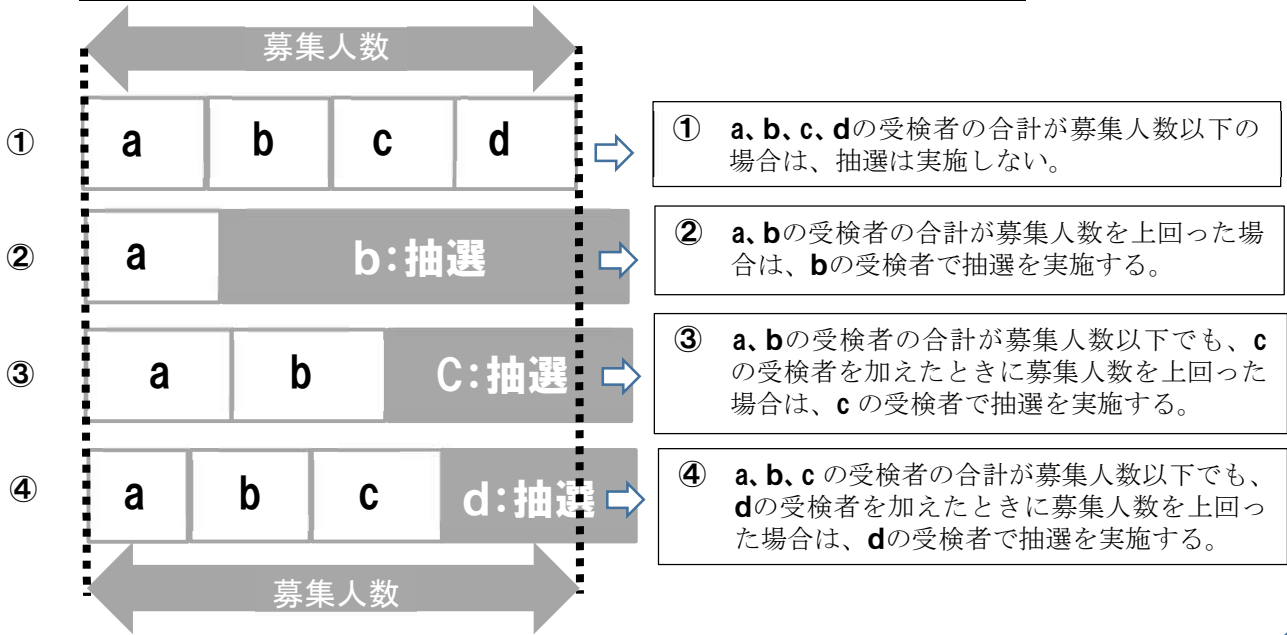 募集人数
①
a
b
c
d
① a、b、c、dの受検者の合計が募集人数以下の
場合は、抽選は実施しない。
②
a
b:抽選
② a、bの受検者の合計が募集人数を上回った場
合は、bの受検者で抽選を実施する。
③
a
b
C:抽選
③ a、bの受検者の合計が募集人数以下でも、c
の受検者を加えたときに募集人数を上回った
場合は、c の受検者で抽選を実施する。
④
a
b
c
d:抽選
④ a、b、c の受検者の合計が募集人数以下でも、
dの受検者を加えたときに募集人数を上回っ
た場合は、dの受検者で抽選を実施する。
募集人数